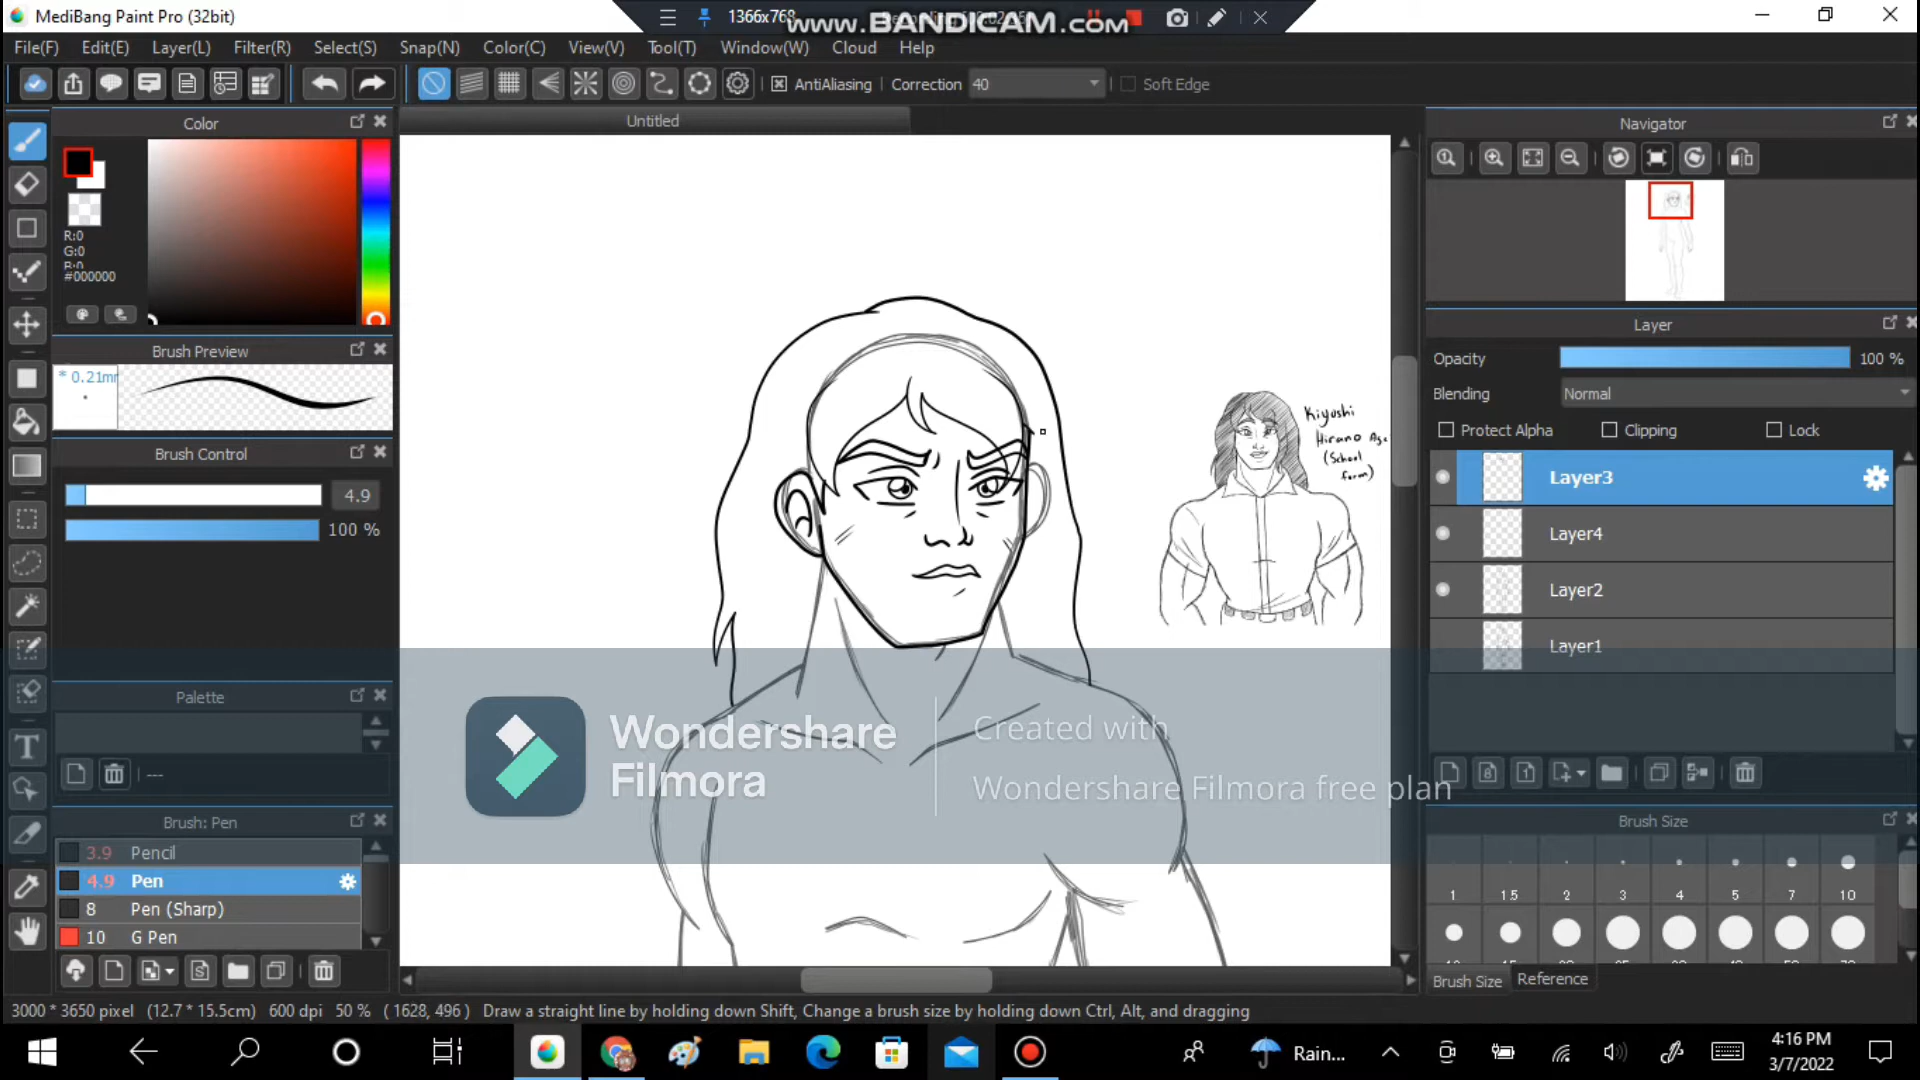 MediBang Paint Pro (32bit)
1366x768
www.BANDICAM.com
File(F) Edit(E) Layer(L) Filter(R) Select(S) Snap(N) Color(C) View(V) Tool(T) Window(W) Cloud Help
AntiAliasing Correction 40 Soft Edge
Color
Untitled
Navigator
R:0
G:0
B:0
#000000
Brush Preview
* 0.21mm
Brush Control
4.9
100 %
Layer
Opacity 100 %
Blending Normal
Protect Alpha Clipping Lock
Layer3
Layer4
Layer2
Layer1
Kiyoshi
Hirano Age
(School
form)
Palette
---
Wondershare
Filmora
Created with
Wondershare Filmora free plan
Brush: Pen
3.9 Pencil
4.9 Pen
8 Pen (Sharp)
10 G Pen
Brush Size
1 1.5 2 3 4 5 7 10
Brush Size Reference
3000 * 3650 pixel (12.7 * 15.5cm) 600 dpi 50 % ( 1628, 496 ) Draw a straight line by holding down Shift, Change a brush size by holding down Ctrl, Alt, and dragging
Rain...
4:16 PM
3/7/2022